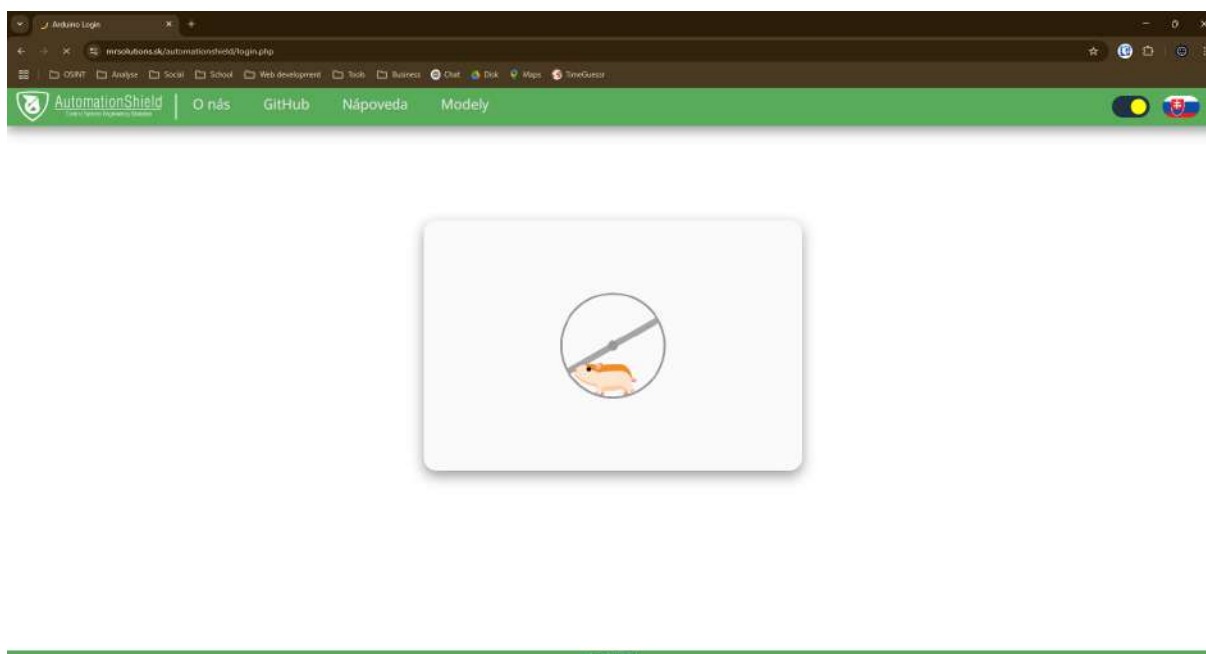 Arduino Login
mrsolutions.sk/automationshield/login.php
OSINT Analyse Social School Web development Tools Business Chat Disk Maps TimeGuessr
AutomationShield O nás GitHub Nápoveda Modely